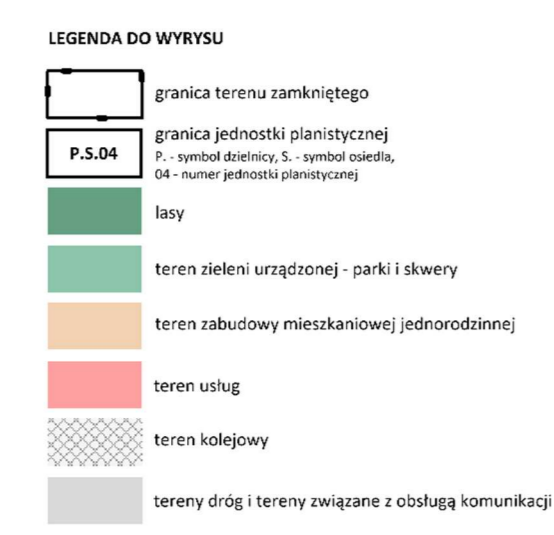 LEGENDA DO WYRYSU
granica terenu zamkniętego
P.S.04
granica jednostki planistycznej
P. - symbol dzielnicy, S. - symbol osiedla,
04 - numer jednostki planistycznej
lasy
teren zieleni urządzonej - parki i skwery
teren zabudowy mieszkaniowej jednorodzinnej
teren usług
teren kolejowy
tereny dróg i tereny związane z obsługą komunikacji